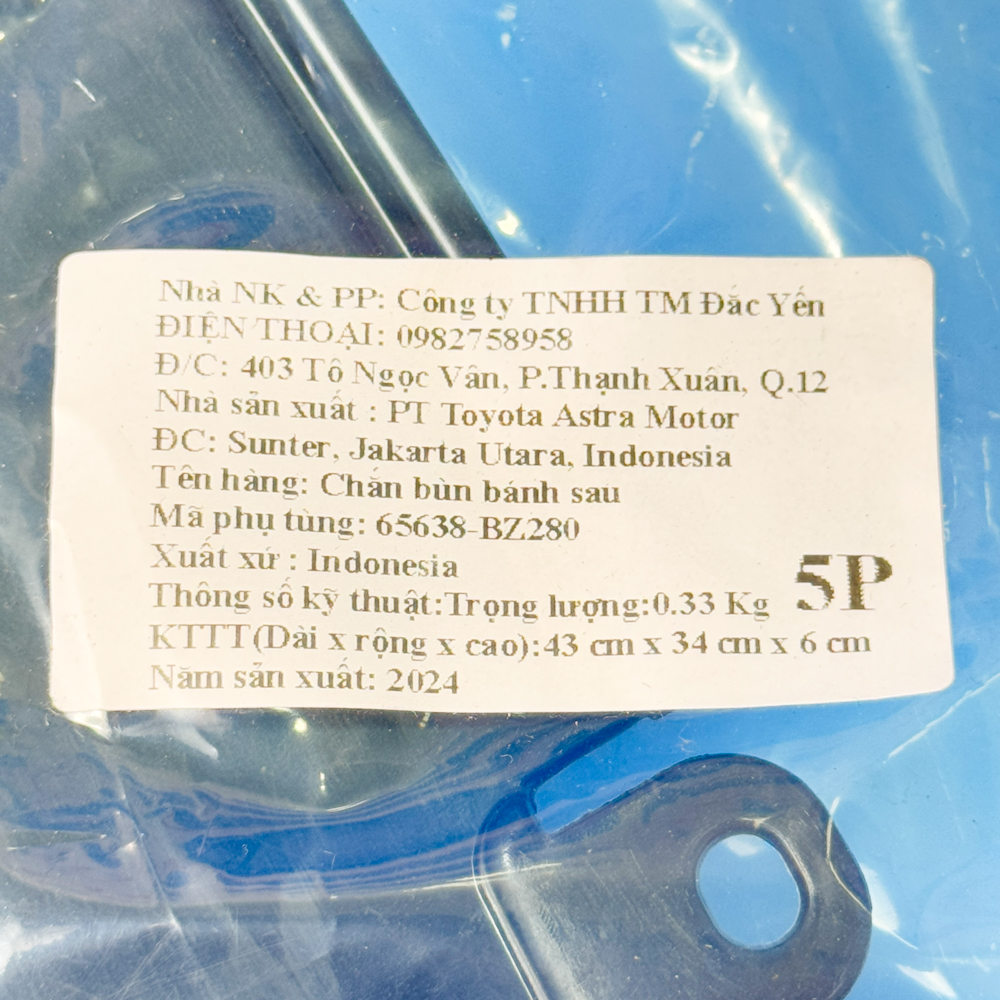 Nhà NK & PP: Công ty TNHH TM Đắc Yến
ĐIỆN THOẠI: 0982758958
Đ/C: 403 Tô Ngọc Vân, P.Thạnh Xuân, Q.12
Nhà sản xuất : PT Toyota Astra Motor
ĐC: Sunter, Jakarta Utara, Indonesia
Tên hàng: Chắn bùn bánh sau
Mã phụ tùng: 65638-BZ280
Xuất xứ : Indonesia
5P
Thông số kỹ thuật:Trọng lượng:0.33 Kg
KTTT(Dài x rộng x cao):43 cm x 34 cm x 6 cm
Năm sản xuất: 2024